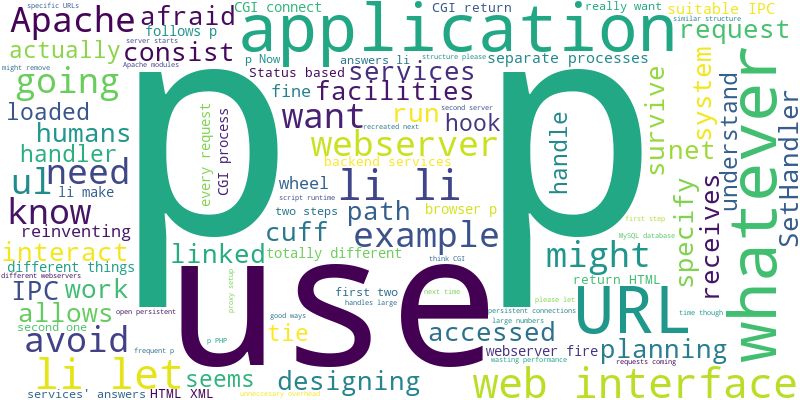 specific URLs
CGI connect
CGI return
really want
suitable IPC
Apache
afraid
application
similar structure
request
server starts
follows p
consist
Apache modules
actually
might remove
p Now
answers li
structure please
separate processes
Status based
services
going
fine
facilities
second server
loaded
want
run
hook
humans
webserver
recreated next
handler
backend services
need
every request
CGI process
wheel
li li
script runtime
ul
li make
know
two steps
path
browser p
reinventing
cuff
example
p p
handle
survive
net
system
understand
SetHandler
whatever
specify
receives
first step
MySQL database
interact
linked
totally different
think CGI
might
different things
different webservers
proxy setup
use
return HTML
IPC
work
first two
handles large
next time
please let
URL
allows
open persistent
good ways
persistent connections
time though
second one
tie
accessed
large numbers
avoid
p PHP
webserver fire
planning
frequent p
wasting performance
requests coming
li let
seems
designing
web interface
services' answers
HTML XML
unnecessary overhead